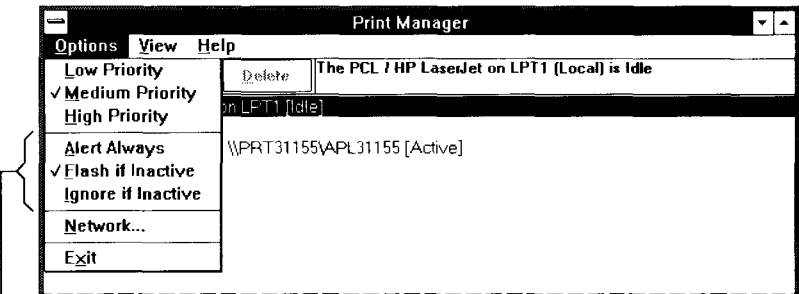 Print Manager
Options View Help
Low Priority
✓ Medium Priority
High Priority
Alert Always
✓ Flash if Inactive
Ignore if Inactive
Network...
Exit
Delete
The PCL / HP LaserJet on LPT1 (Local) is Idle
on LPT1 [Idle]
\\PRT31155\APL31155 [Active]